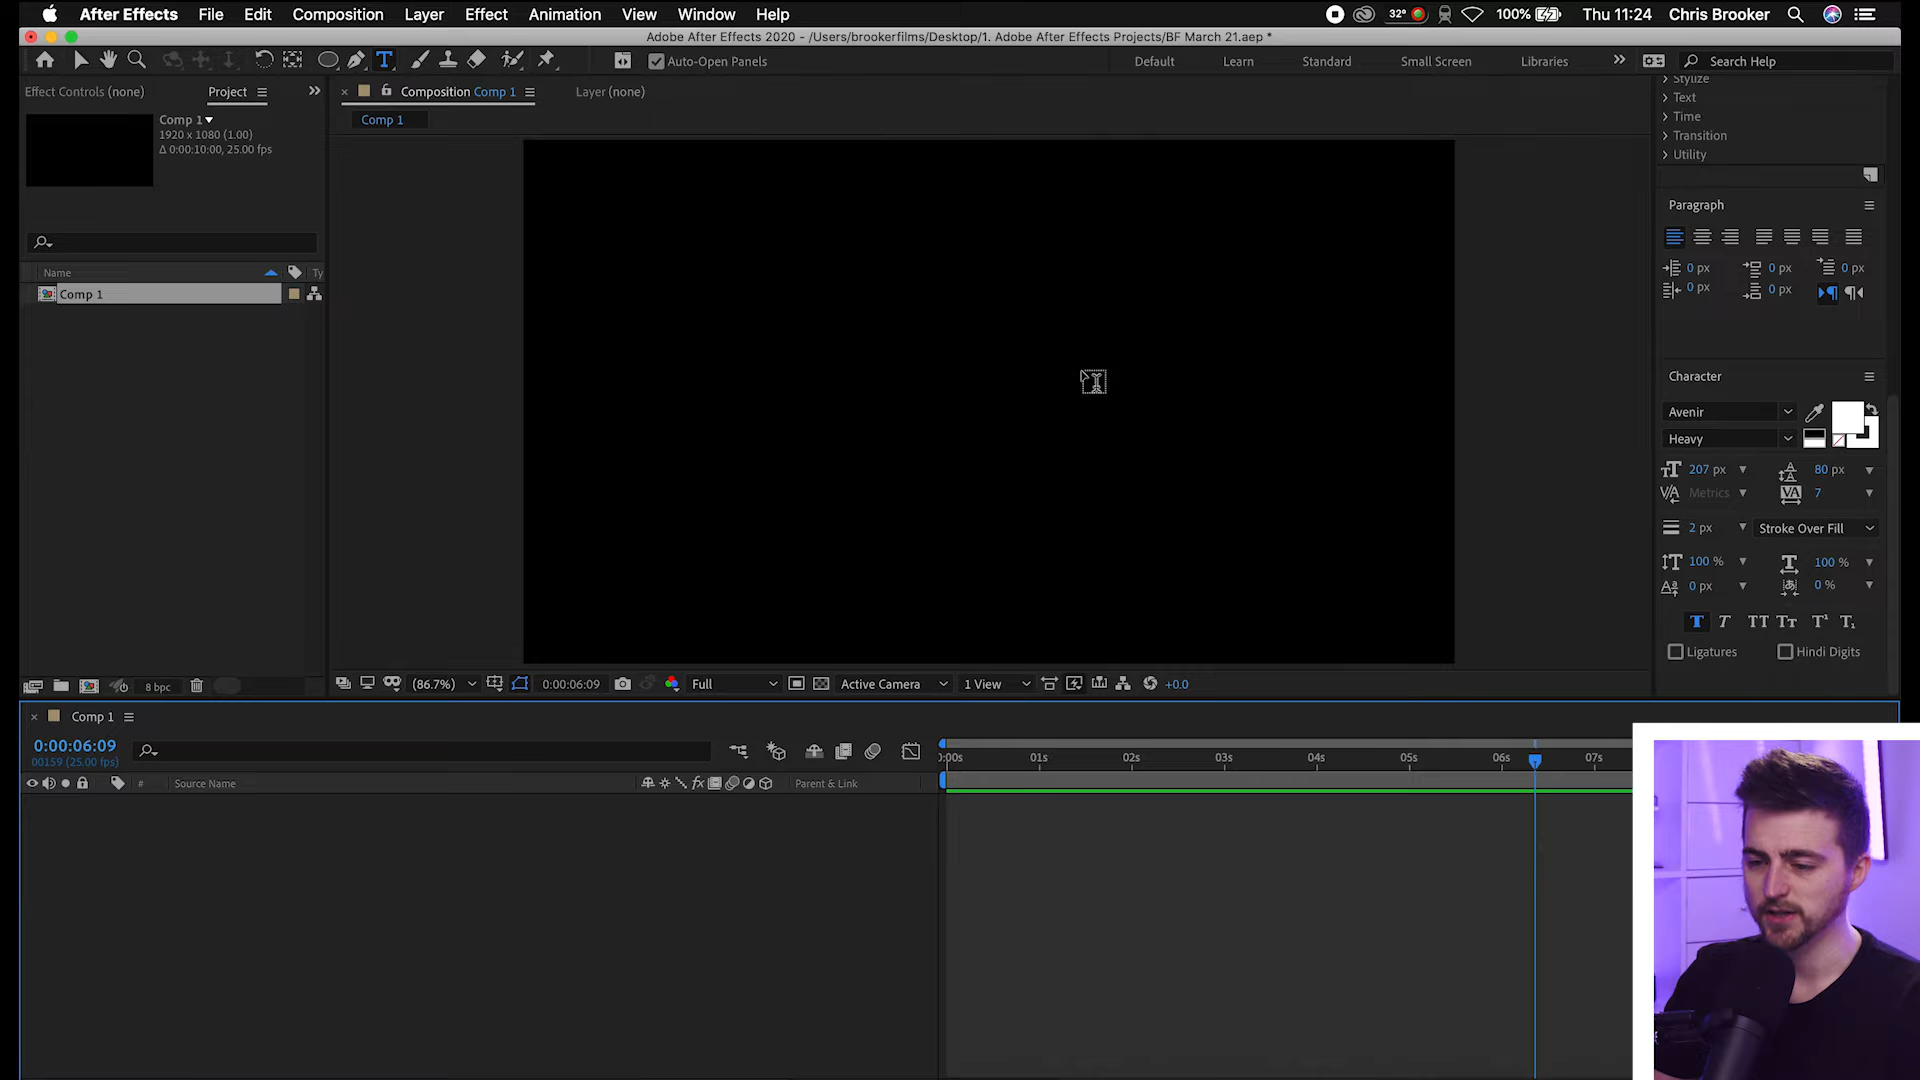 After Effects File Edit Composition Layer Effect Animation View Window Help 32° 100% Thu 11:24 Chris Brooker
Adobe After Effects 2020 - /Users/brookerfilms/Desktop/1. Adobe After Effects Projects/BF March 21.aep *
Auto-Open Panels Default Learn Standard Small Screen Libraries Search Help
Effect Controls (none) Project Composition Comp 1 Layer (none)
Comp 1
1920 x 1080 (1.00)
Δ 0:00:10:00, 25.00 fps
Comp 1
Stylize
Text
Time
Transition
Utility
Name Ty
Comp 1
Paragraph
0 px 0 px 0 px
0 px 0 px
Character
Avenir
Heavy
207 px 80 px
Metrics 7
2 px Stroke Over Fill
100 % 100 %
0 px 0 %
T T TT Tr T¹ T₁
Ligatures Hindi Digits
8 bpc (86.7%) 0:00:06:09 Full Active Camera 1 View +0.0
Comp 1
0:00:06:09
00159 (25.00 fps)
:00s 01s 02s 03s 04s 05s 06s 07s
# Source Name Parent & Link